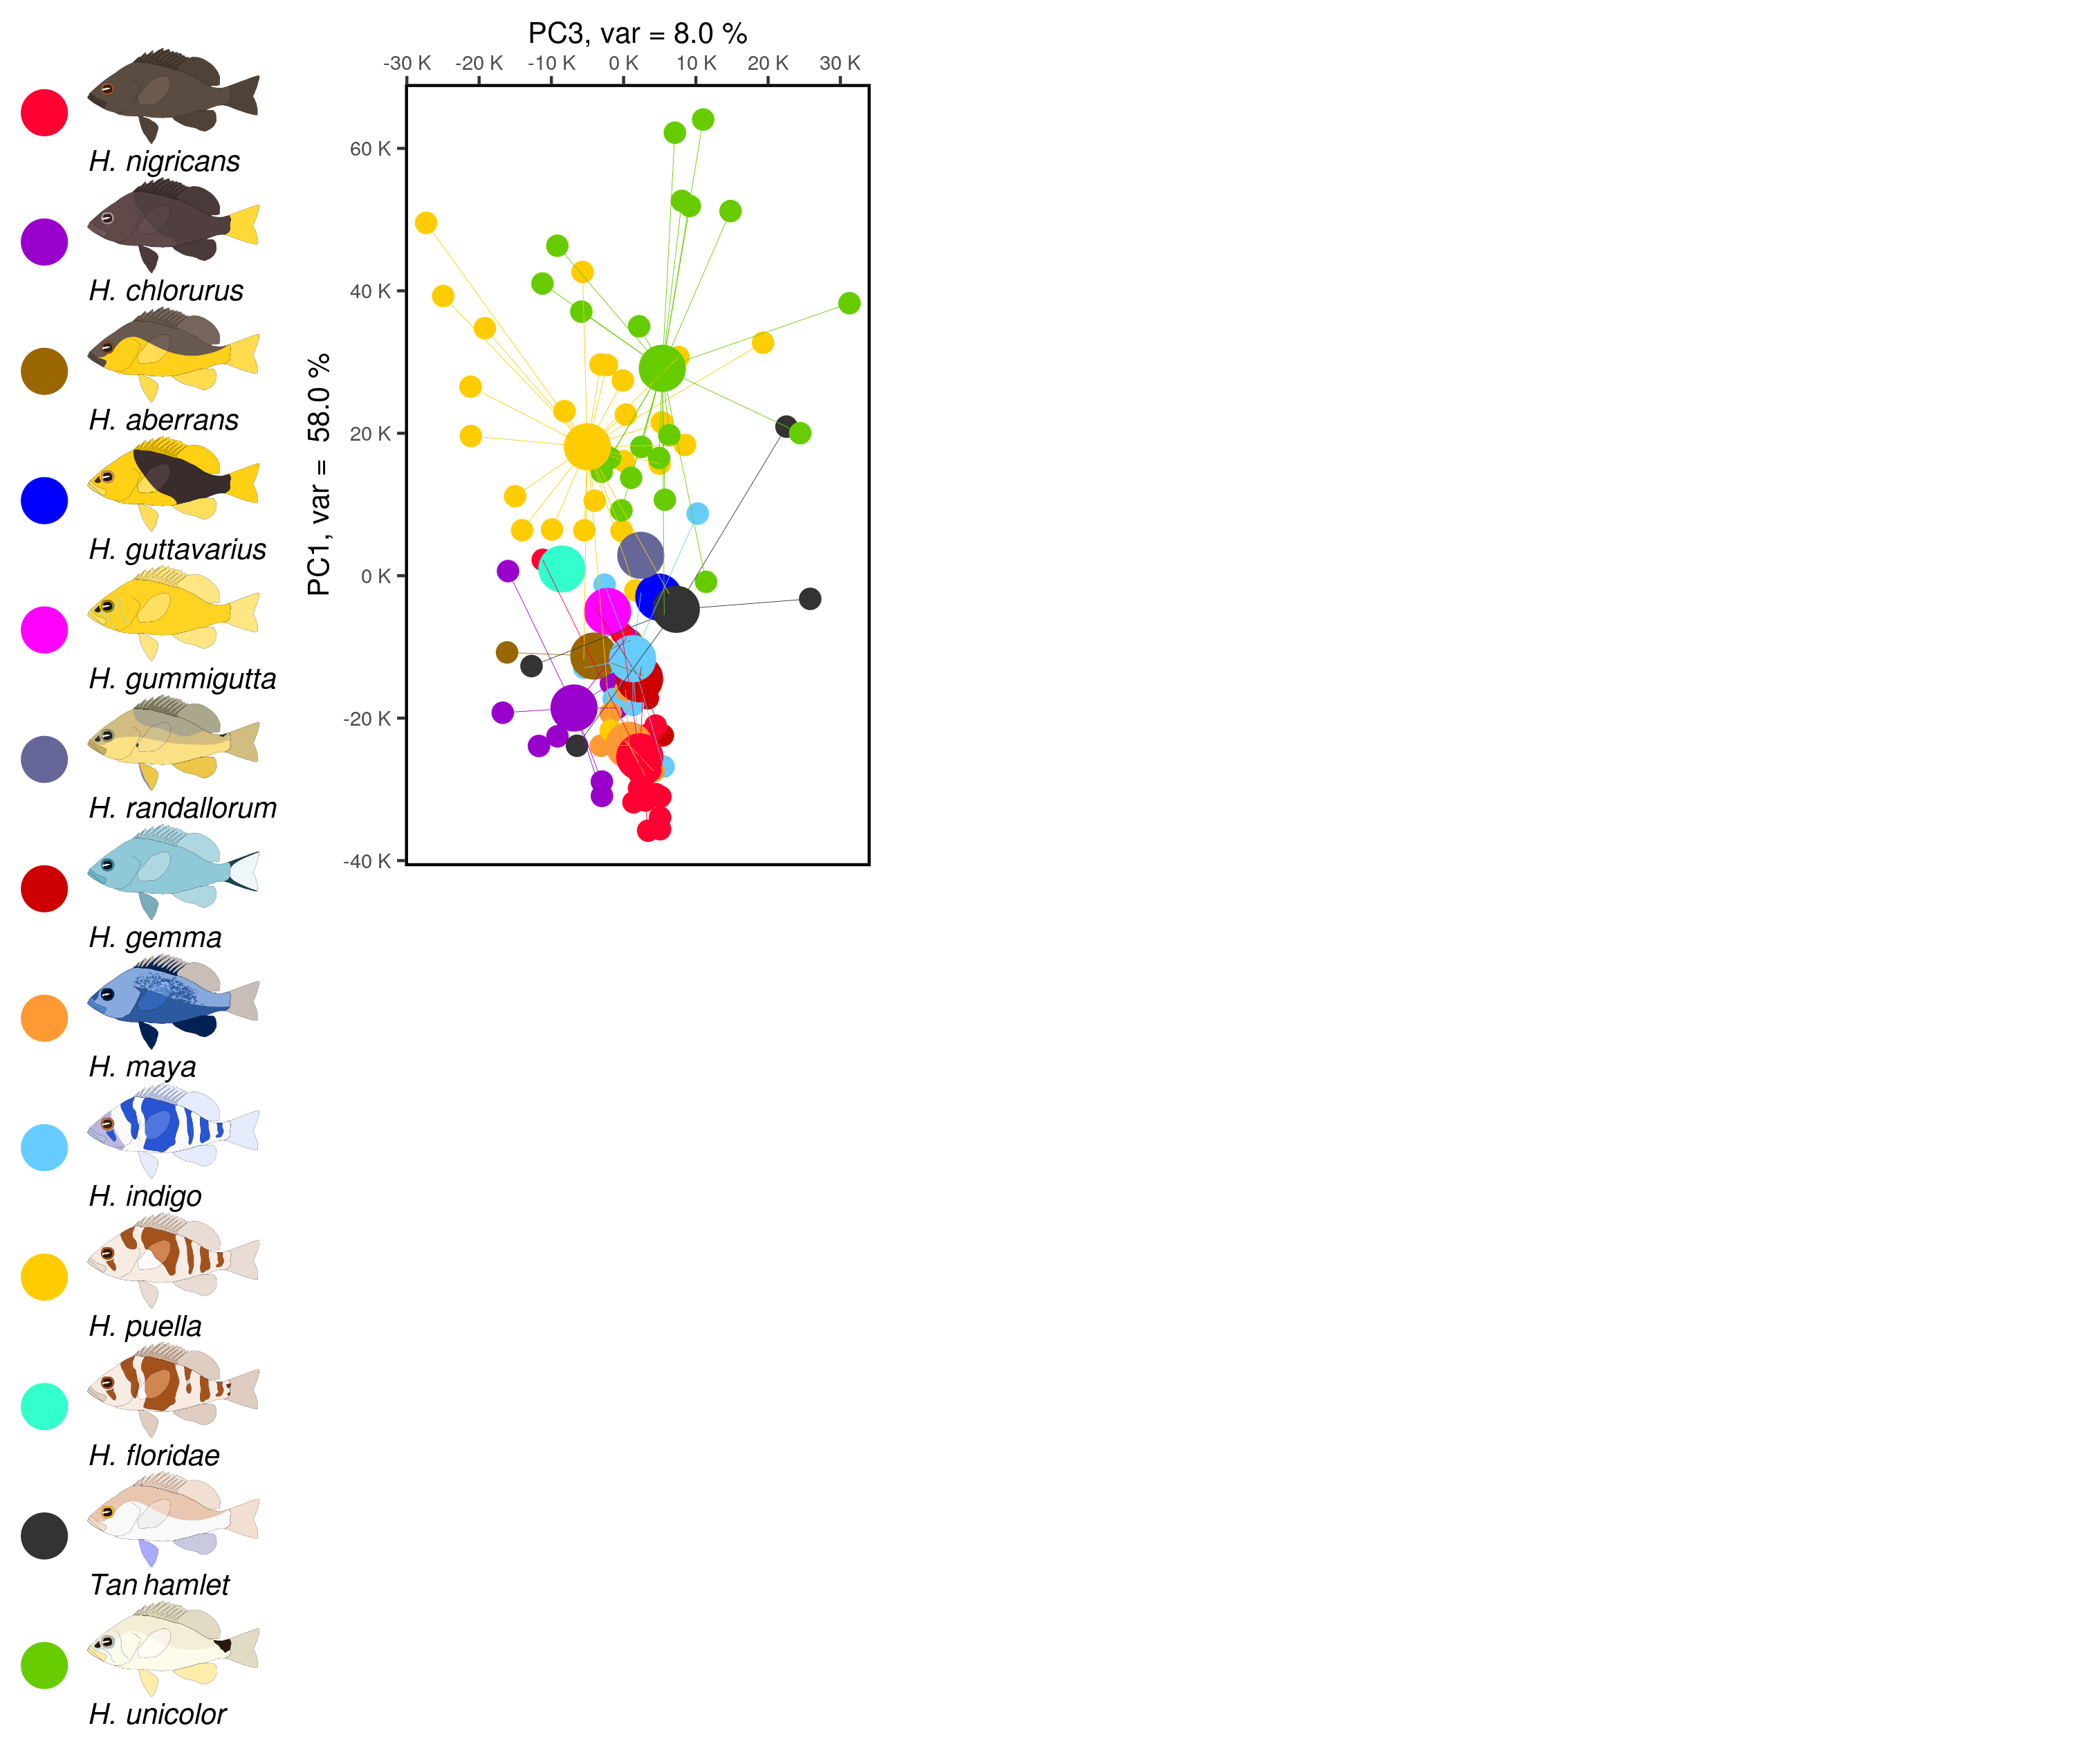 PC3, var = 8.0 %
-30 K -20 K -10 K 0 K 10 K 20 K 30 K
60 K
40 K
20 K
0 K
-20 K
-40 K
PC1, var = 58.0 %
H. nigricans
H. chlorurus
H. aberrans
H. guttavarius
H. gummigutta
H. randallorum
H. gemma
H. maya
H. indigo
H. puella
H. floridae
Tan hamlet
H. unicolor